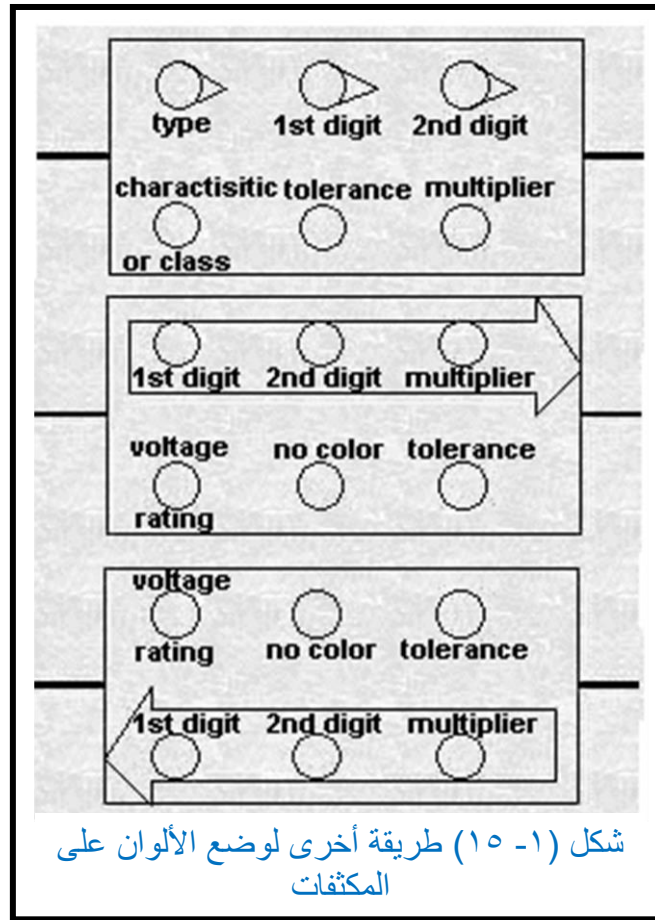 type 1st digit 2nd digit
charactisitic tolerance multiplier
or class
1st digit 2nd digit multiplier
voltage no color tolerance
rating
voltage
rating no color tolerance
1st digit 2nd digit multiplier
شكل (١- ١٥) طريقة أخرى لوضع الألوان على
المكثفات